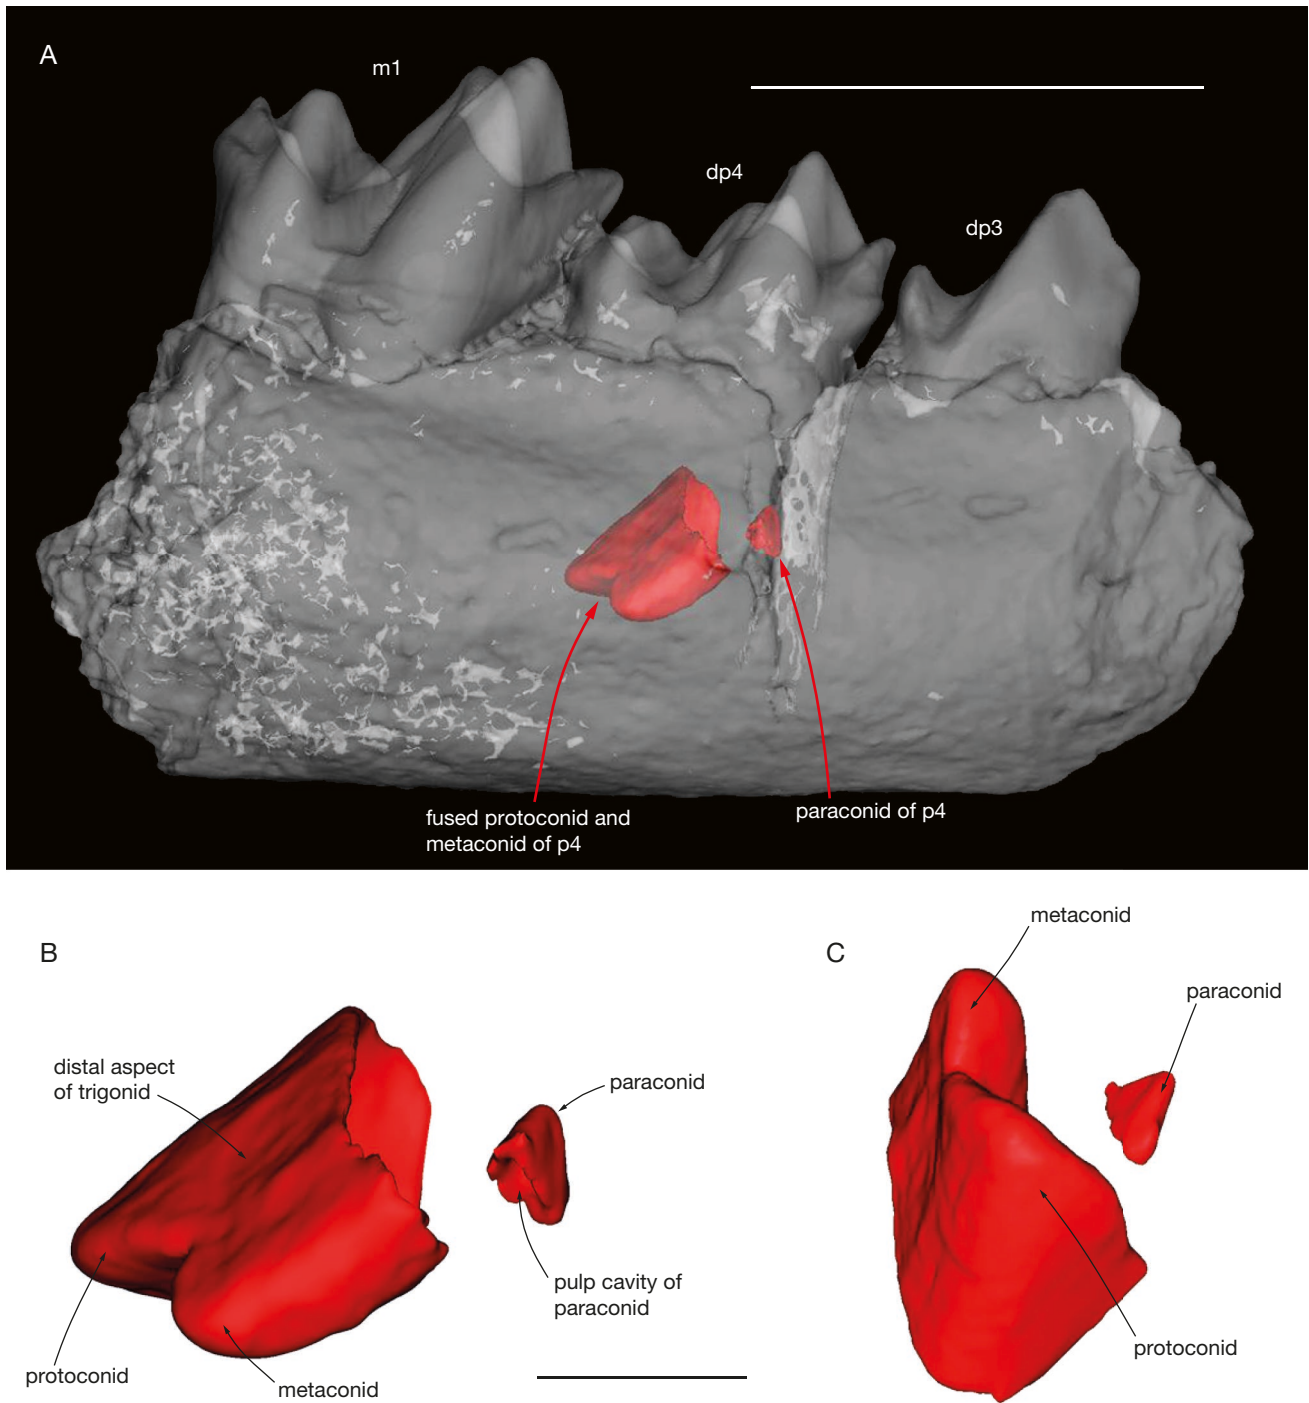 A
m1
dp4
dp3
fused protoconid and
metaconid of p4
paraconid of p4
B
distal aspect
of trigonid
paraconid
pulp cavity of
paraconid
protoconid
metaconid
C
metaconid
paraconid
protoconid